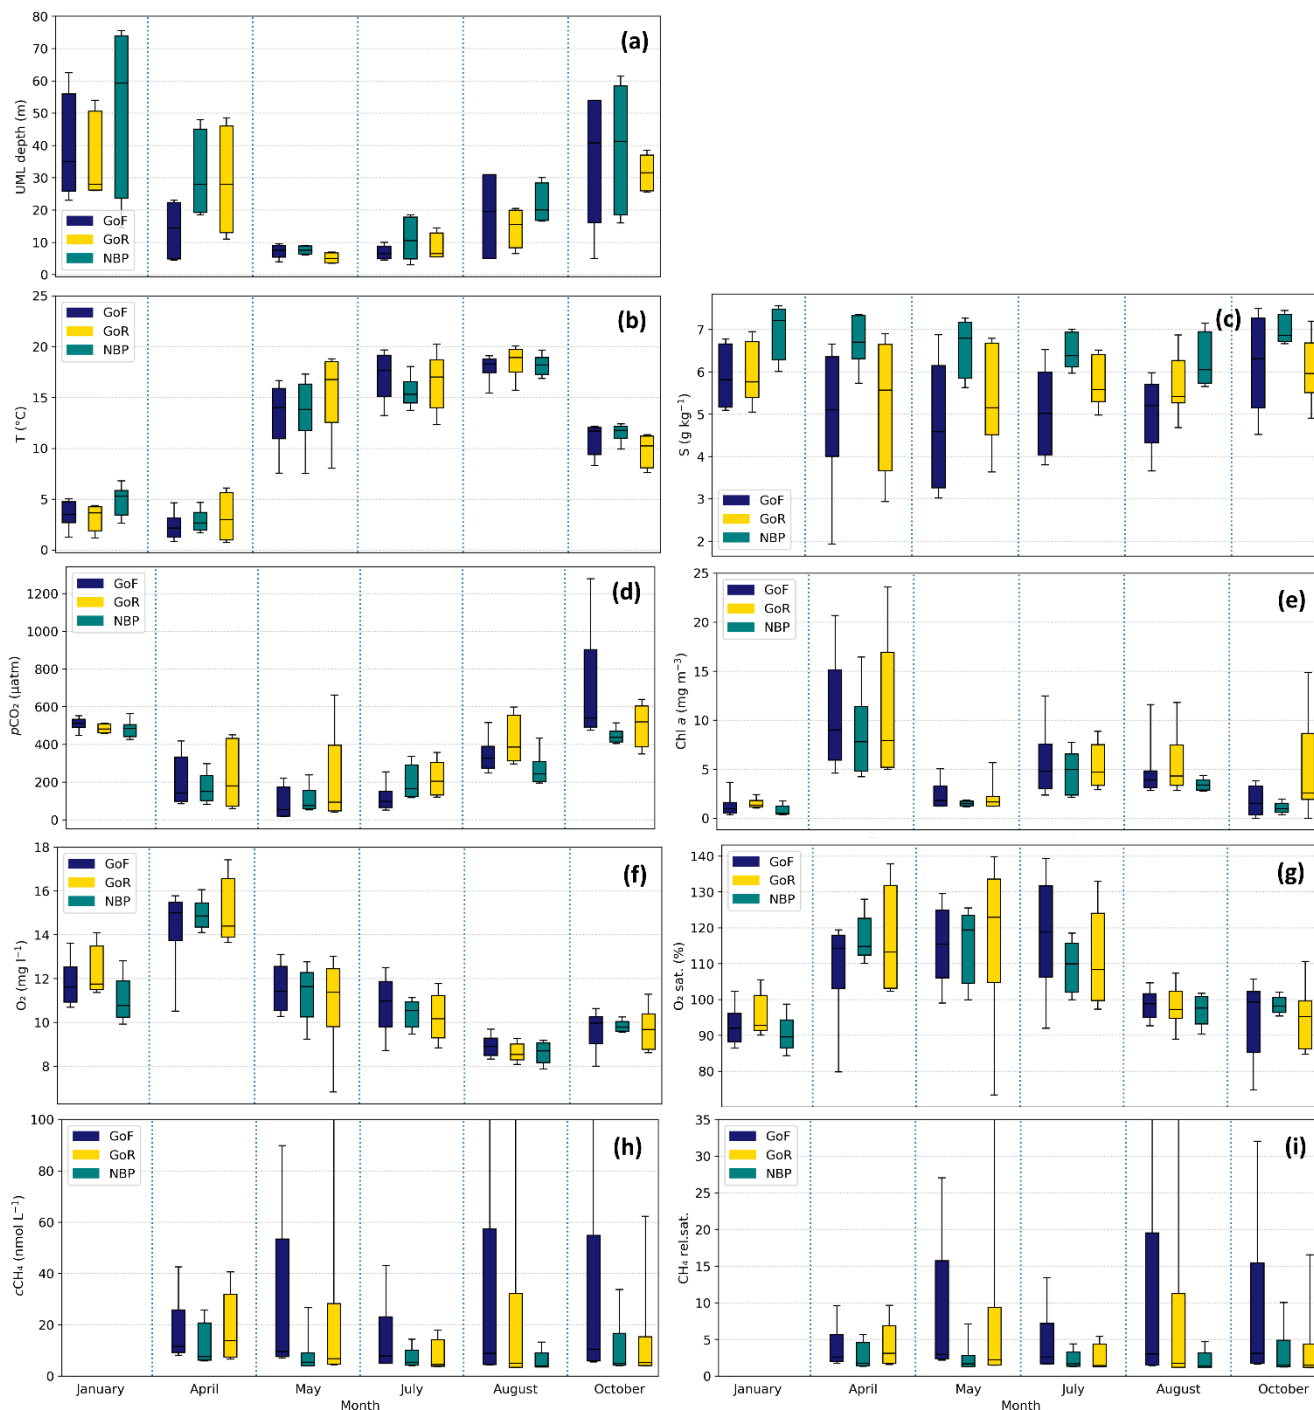 (a)
80
70
60
50
40
30
20
10
0
UML depth (m)
GoF
GoR
NBP
(b)
25
20
15
10
5
0
T (°C)
GoF
GoR
NBP
(c)
7
6
5
4
3
2
S (g kg⁻¹)
GoF
GoR
NBP
(d)
1200
1000
800
600
400
200
0
pCO₂ (μatm)
GoF
GoR
NBP
(e)
25
20
15
10
5
0
Chl a (mg m⁻³)
GoF
GoR
NBP
(f)
18
16
14
12
10
8
O₂ (mg l⁻¹)
GoF
GoR
NBP
(g)
140
130
120
110
100
90
80
O₂ sat. (%)
GoF
GoR
NBP
(h)
100
80
60
40
20
0
cCH₄ (nmol L⁻¹)
GoF
GoR
NBP
January April May July August October
Month
(i)
35
30
25
20
15
10
5
0
CH₄ rel.sat.
GoF
GoR
NBP
January April May July August October
Month